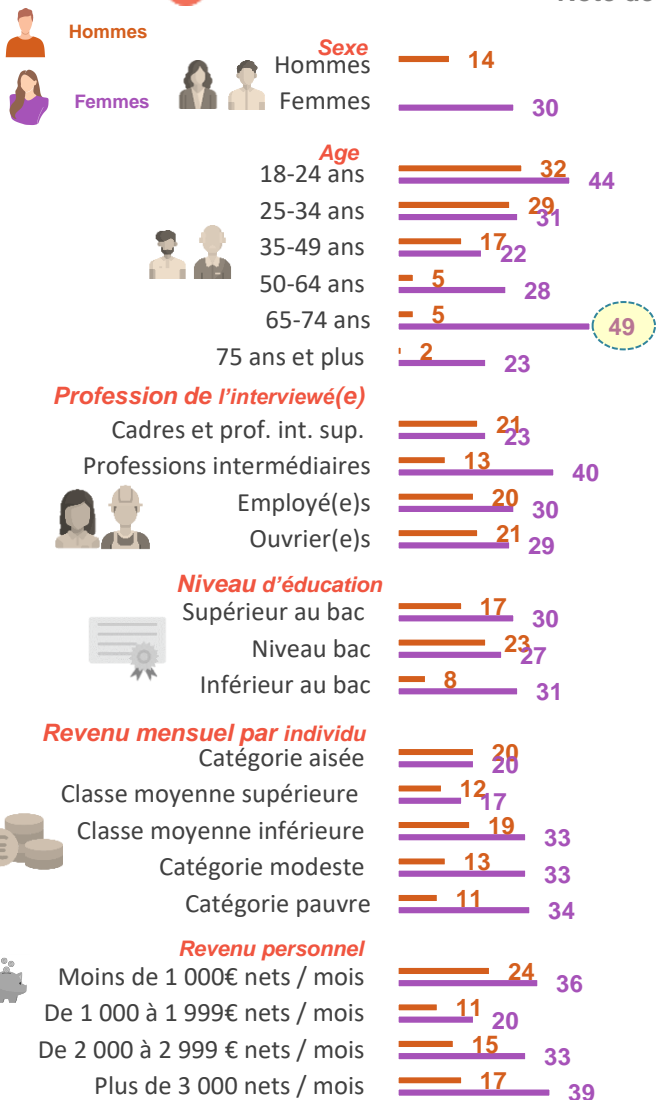 Hommes
Femmes
Sexe
Hommes 14
Femmes 30
Age
18-24 ans 32 44
25-34 ans 29 31
35-49 ans 17 22
50-64 ans 5 28
65-74 ans 5 49
75 ans et plus 2 23
Profession de l'interviewé(e)
Cadres et prof. int. sup. 21 23
Professions intermédiaires 13 40
Employé(e)s 20 30
Ouvrier(e)s 21 29
Niveau d'éducation
Supérieur au bac 17 30
Niveau bac 23 27
Inférieur au bac 8 31
Revenu mensuel par individu
Catégorie aisée 20 20
Classe moyenne supérieure 12 17
Classe moyenne inférieure 19 33
Catégorie modeste 13 33
Catégorie pauvre 11 34
Revenu personnel
Moins de 1 000€ nets / mois 24 36
De 1 000 à 1 999€ nets / mois 11 20
De 2 000 à 2 999 € nets / mois 15 33
Plus de 3 000 nets / mois 17 39